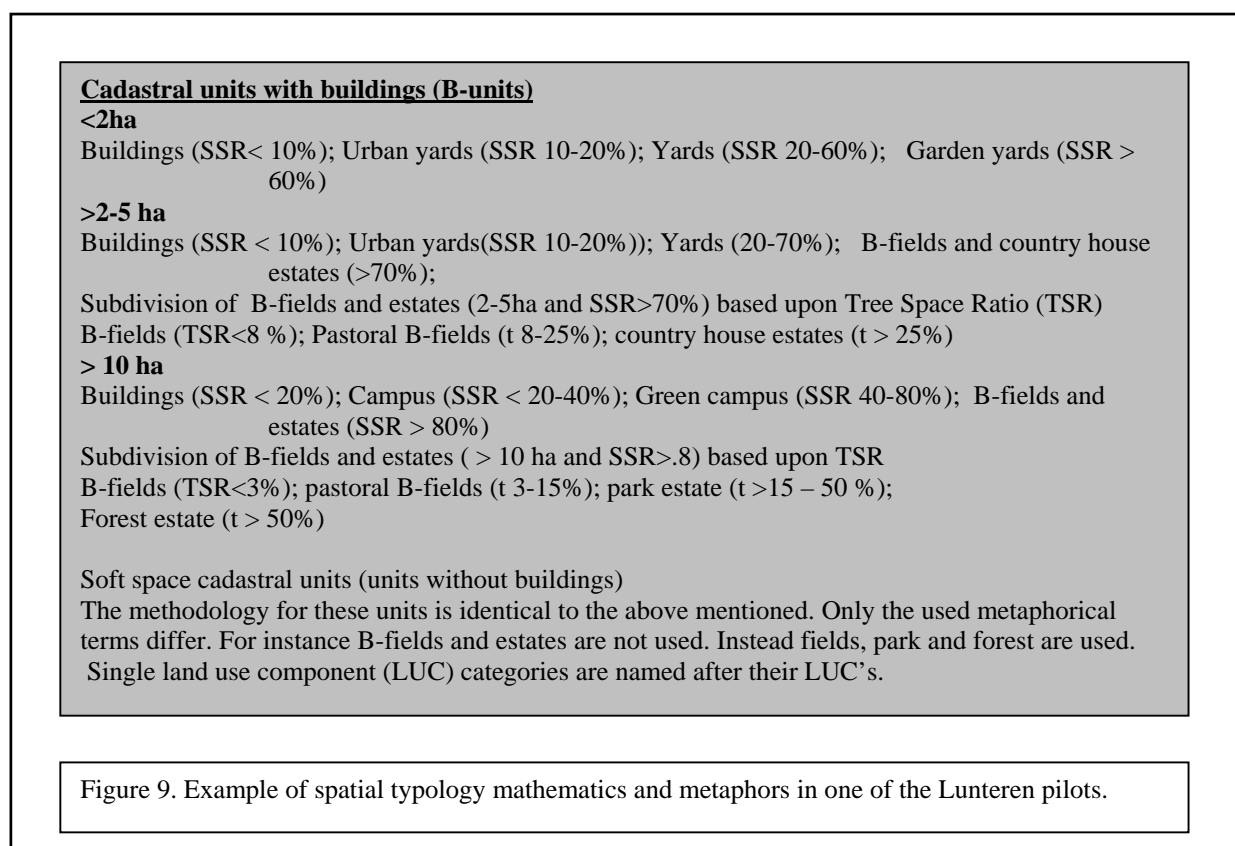 Cadastral units with buildings (B-units)
<2ha
Buildings (SSR< 10%); Urban yards (SSR 10-20%); Yards (SSR 20-60%); Garden yards (SSR >
60%)
>2-5 ha
Buildings (SSR < 10%); Urban yards(SSR 10-20%)); Yards (20-70%); B-fields and country house
estates (>70%);
Subdivision of B-fields and estates (2-5ha and SSR>70%) based upon Tree Space Ratio (TSR)
B-fields (TSR<8 %); Pastoral B-fields (t 8-25%); country house estates (t > 25%)
> 10 ha
Buildings (SSR < 20%); Campus (SSR < 20-40%); Green campus (SSR 40-80%); B-fields and
estates (SSR > 80%)
Subdivision of B-fields and estates ( > 10 ha and SSR>.8) based upon TSR
B-fields (TSR<3%); pastoral B-fields (t 3-15%); park estate (t >15 – 50 %);
Forest estate (t > 50%)
Soft space cadastral units (units without buildings)
The methodology for these units is identical to the above mentioned. Only the used metaphorical
terms differ. For instance B-fields and estates are not used. Instead fields, park and forest are used.
Single land use component (LUC) categories are named after their LUC’s.
Figure 9. Example of spatial typology mathematics and metaphors in one of the Lunteren pilots.